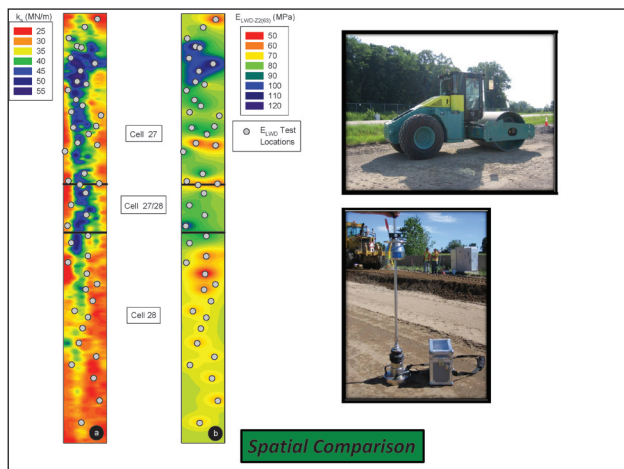 k_s (MN/m)
25
30
35
40
45
50
55
E_LWD-Z2(63) (MPa)
50
60
70
80
90
100
110
120
E_LWD Test
Locations
Cell 27
Cell 27/28
Cell 28
a
b
Spatial Comparison